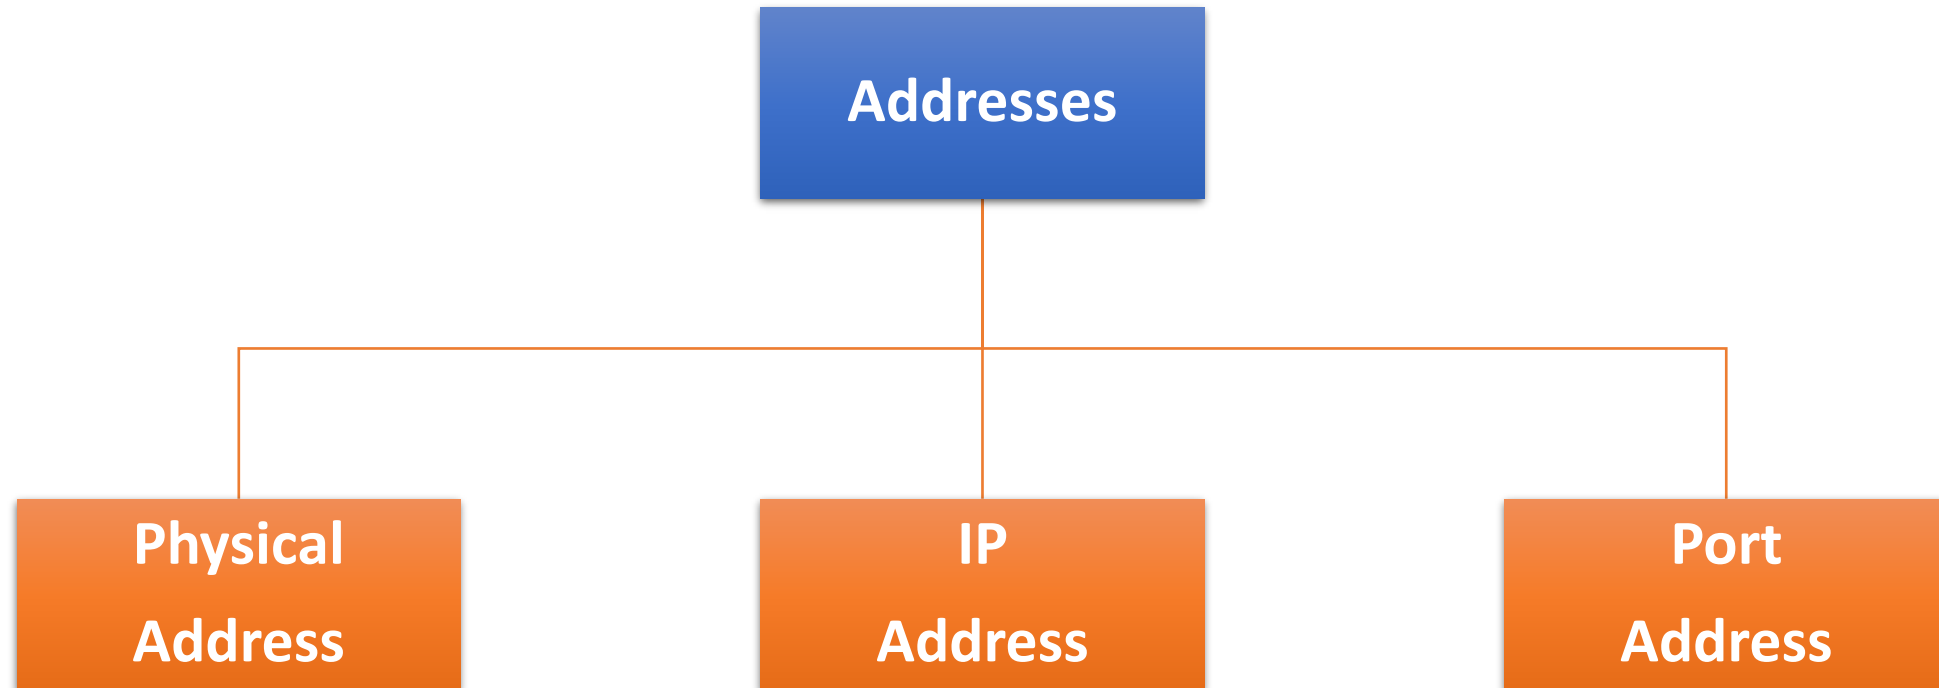 Addresses
Physical
Address
IP
Address
Port
Address